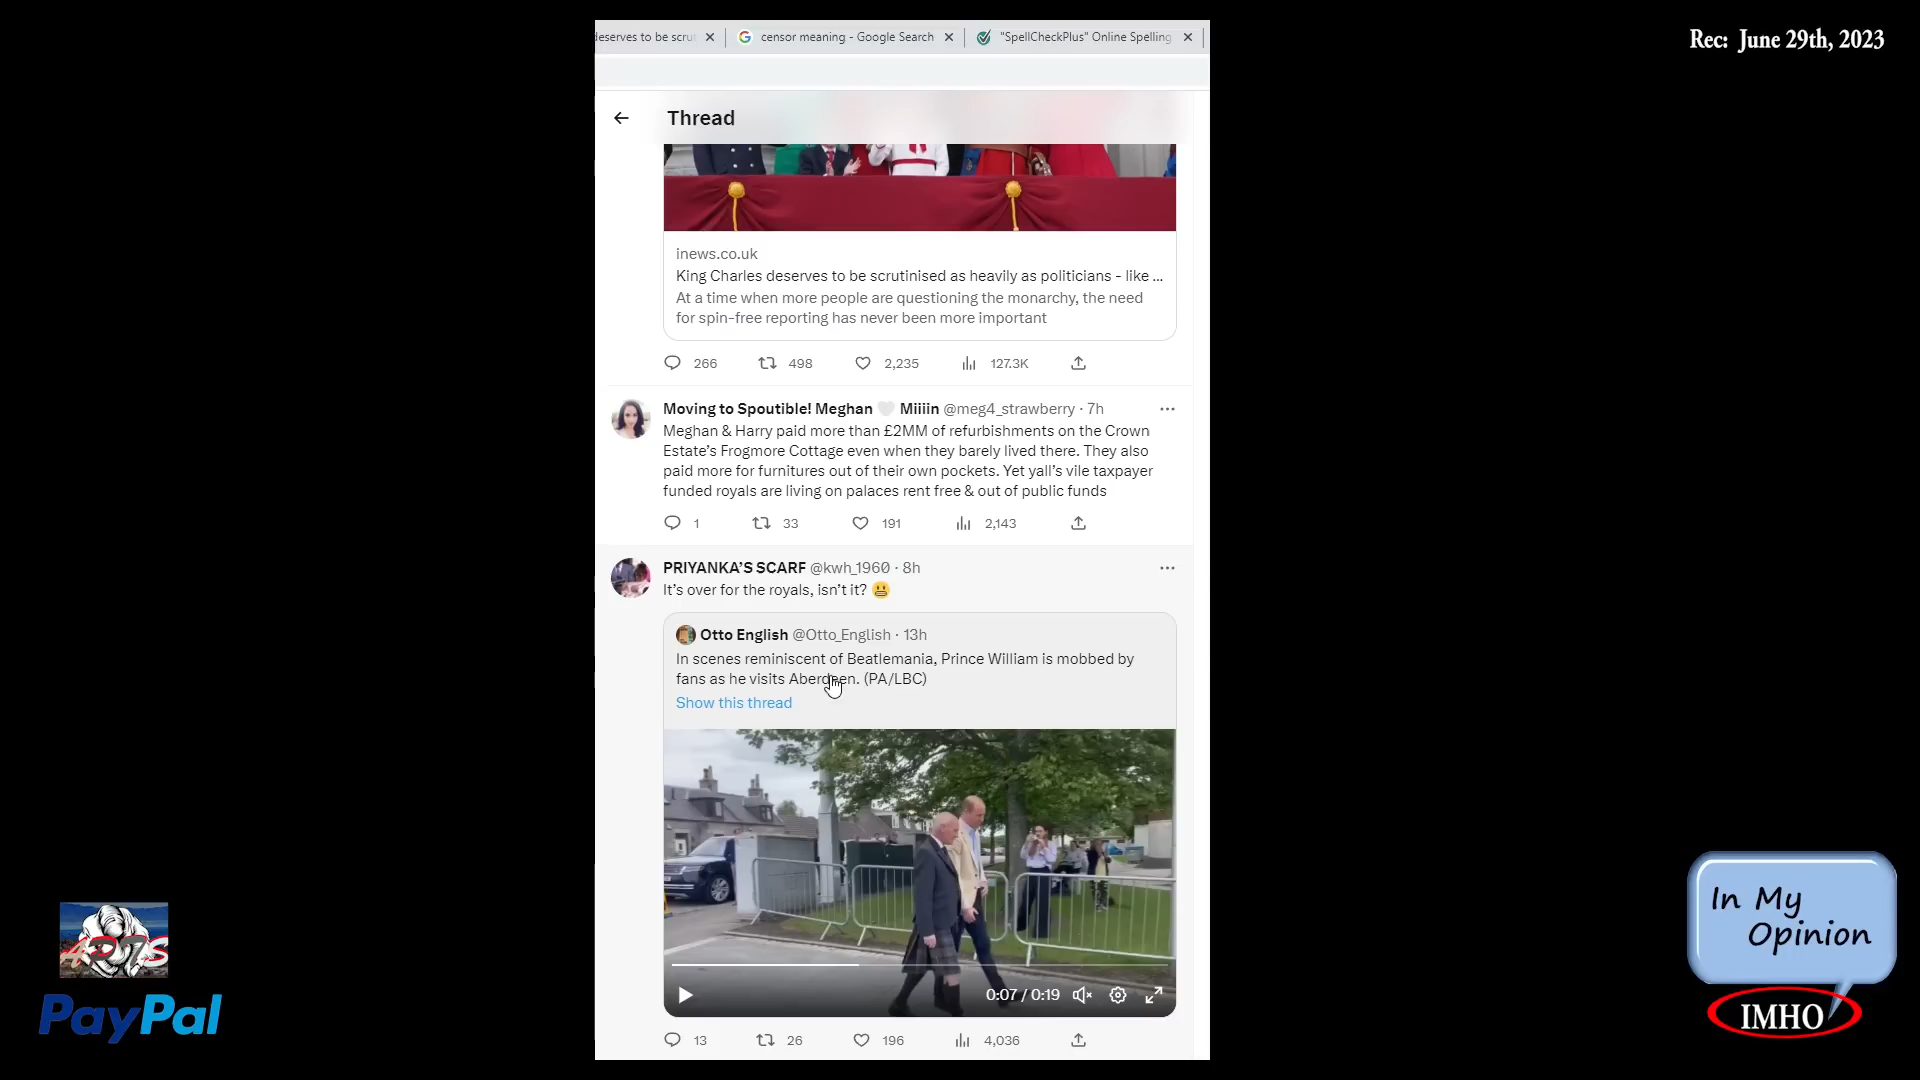 deserves to be scru
censor meaning - Google Search
"SpellCheckPlus" Online Spelling
Rec: June 29th, 2023
Thread
inews.co.uk
King Charles deserves to be scrutinised as heavily as politicians - like ...
At a time when more people are questioning the monarchy, the need
for spin-free reporting has never been more important
266
498
2,235
127.3K
Moving to Spoutible! Meghan 🤍 Miiiin @meg4_strawberry · 7h
Meghan & Harry paid more than £2MM of refurbishments on the Crown
Estate's Frogmore Cottage even when they barely lived there. They also
paid more for furnitures out of their own pockets. Yet yall's vile taxpayer
funded royals are living on palaces rent free & out of public funds
1
33
191
2,143
PRIYANKA'S SCARF @kwh_1960 · 8h
It's over for the royals, isn't it? 😬
Otto English @Otto_English · 13h
In scenes reminiscent of Beatlemania, Prince William is mobbed by
fans as he visits Aberdeen. (PA/LBC)
Show this thread
0:07 / 0:19
13
26
196
4,036
PayPal
In My
Opinion
IMHO